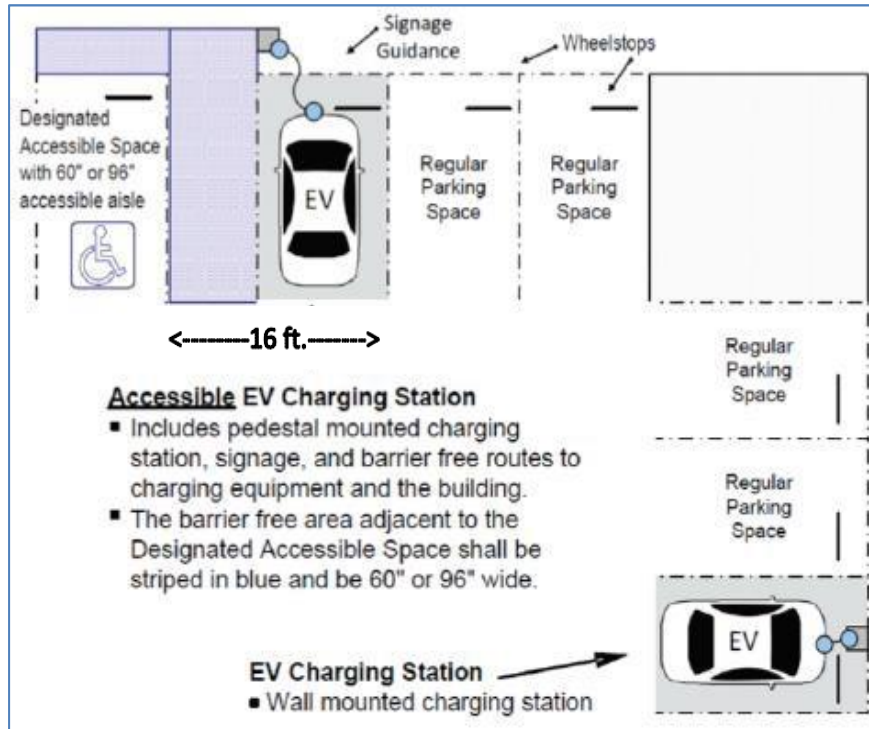 Signage
Guidance
Wheelstops
Designated
Accessible Space
with 60" or 96"
accessible aisle
EV
Regular
Parking
Space
Regular
Parking
Space
<--------16 ft.------->
Regular
Parking
Space
Accessible EV Charging Station
▪ Includes pedestal mounted charging
station, signage, and barrier free routes to
charging equipment and the building.
▪ The barrier free area adjacent to the
Designated Accessible Space shall be
striped in blue and be 60" or 96" wide.
Regular
Parking
Space
EV
EV Charging Station
▪ Wall mounted charging station